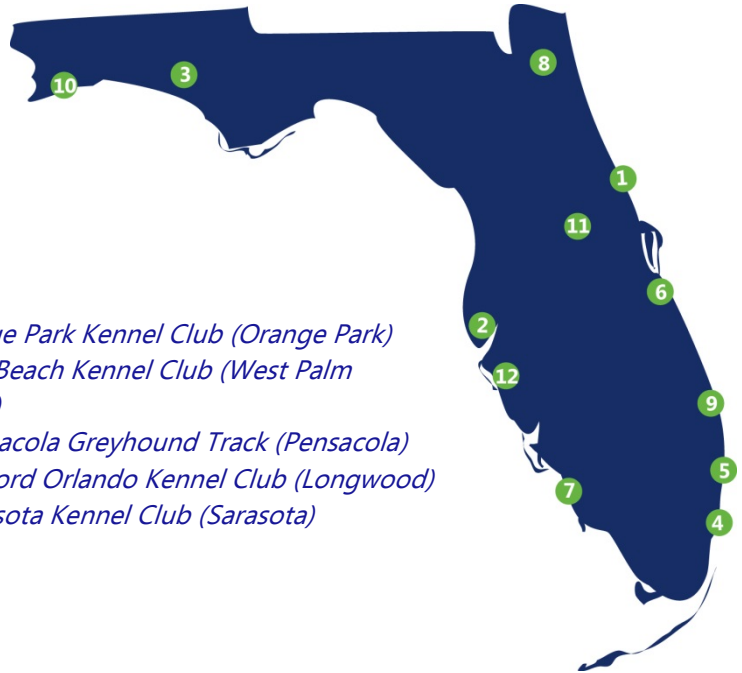 10
3
8
1
11
6
2
12
9
5
7
4
e Park Kennel Club (Orange Park)
Beach Kennel Club (West Palm
)
acola Greyhound Track (Pensacola)
ord Orlando Kennel Club (Longwood)
sota Kennel Club (Sarasota)